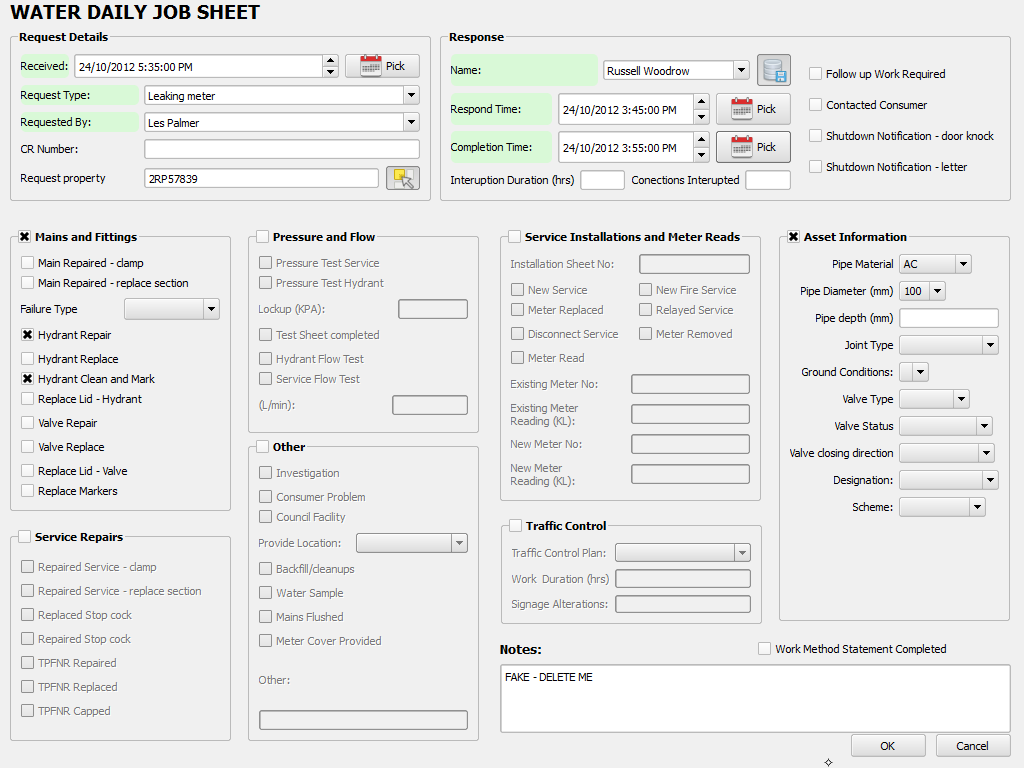 WATER DAILY JOB SHEET
Request Details
Received: 24/10/2012 5:35:00 PM Pick
Request Type: Leaking meter
Requested By: Les Palmer
CR Number:
Request property 2RP57839
Response
Name: Russell Woodrow
Respond Time: 24/10/2012 3:45:00 PM Pick
Completion Time: 24/10/2012 3:55:00 PM Pick
Interuption Duration (hrs) Conections Interupted
Follow up Work Required
Contacted Consumer
Shutdown Notification - door knock
Shutdown Notification - letter
Mains and Fittings
Main Repaired - clamp
Main Repaired - replace section
Failure Type
Hydrant Repair
Hydrant Replace
Hydrant Clean and Mark
Replace Lid - Hydrant
Valve Repair
Valve Replace
Replace Lid - Valve
Replace Markers
Service Repairs
Repaired Service - clamp
Repaired Service - replace section
Replaced Stop cock
Repaired Stop cock
TPFNR Repaired
TPFNR Replaced
TPFNR Capped
Pressure and Flow
Pressure Test Service
Pressure Test Hydrant
Lockup (KPA):
Test Sheet completed
Hydrant Flow Test
Service Flow Test
(L/min):
Other
Investigation
Consumer Problem
Council Facility
Provide Location:
Backfill/cleanups
Water Sample
Mains Flushed
Meter Cover Provided
Other:
Service Installations and Meter Reads
Installation Sheet No:
New Service New Fire Service
Meter Replaced Relayed Service
Disconnect Service Meter Removed
Meter Read
Existing Meter No:
Existing Meter
Reading (KL):
New Meter No:
New Meter
Reading (KL):
Traffic Control
Traffic Control Plan:
Work Duration (hrs)
Signage Alterations:
Asset Information
Pipe Material AC
Pipe Diameter (mm) 100
Pipe depth (mm)
Joint Type
Ground Conditions:
Valve Type
Valve Status
Valve closing direction
Designation:
Scheme:
Notes: Work Method Statement Completed
FAKE - DELETE ME
OK Cancel